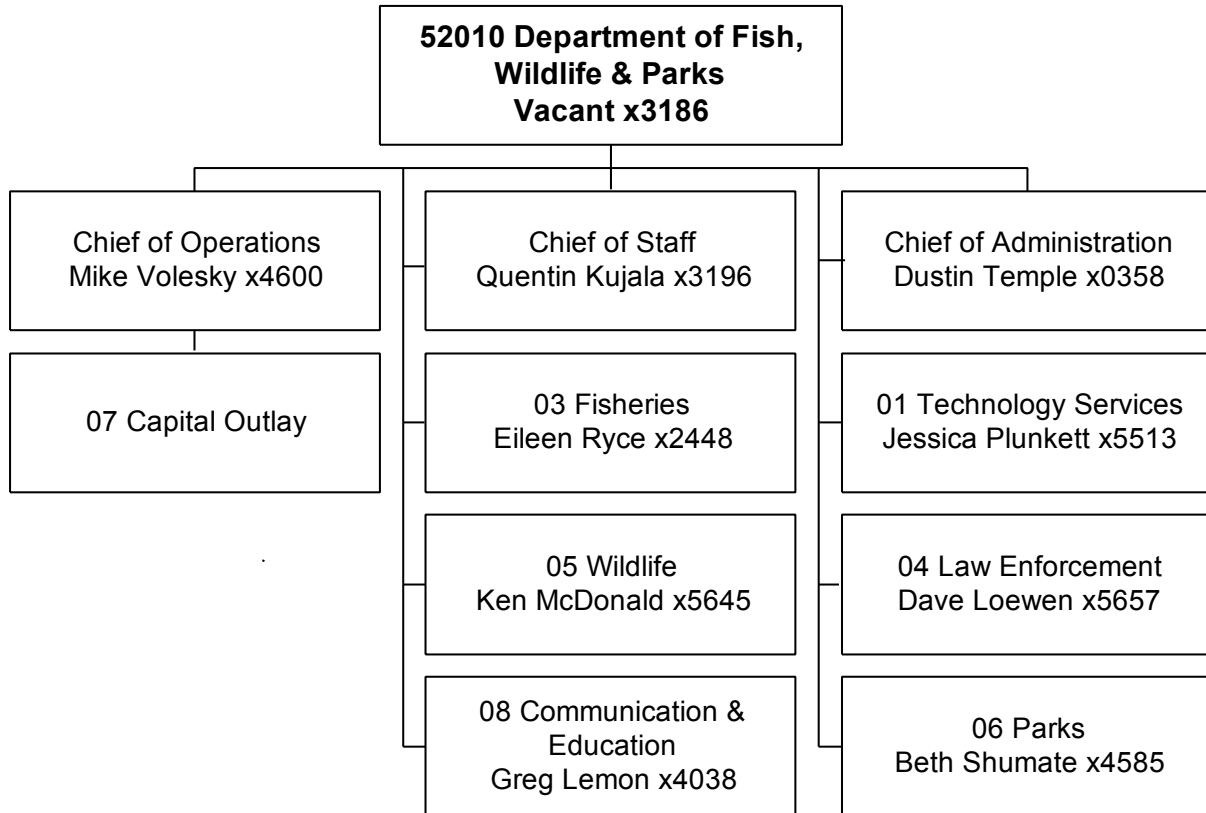 52010 Department of Fish,
Wildlife & Parks
Vacant x3186
Chief of Operations
Mike Volesky x4600
Chief of Staff
Quentin Kujala x3196
Chief of Administration
Dustin Temple x0358
07 Capital Outlay
03 Fisheries
Eileen Ryce x2448
01 Technology Services
Jessica Plunkett x5513
05 Wildlife
Ken McDonald x5645
04 Law Enforcement
Dave Loewen x5657
08 Communication &
Education
Greg Lemon x4038
06 Parks
Beth Shumate x4585